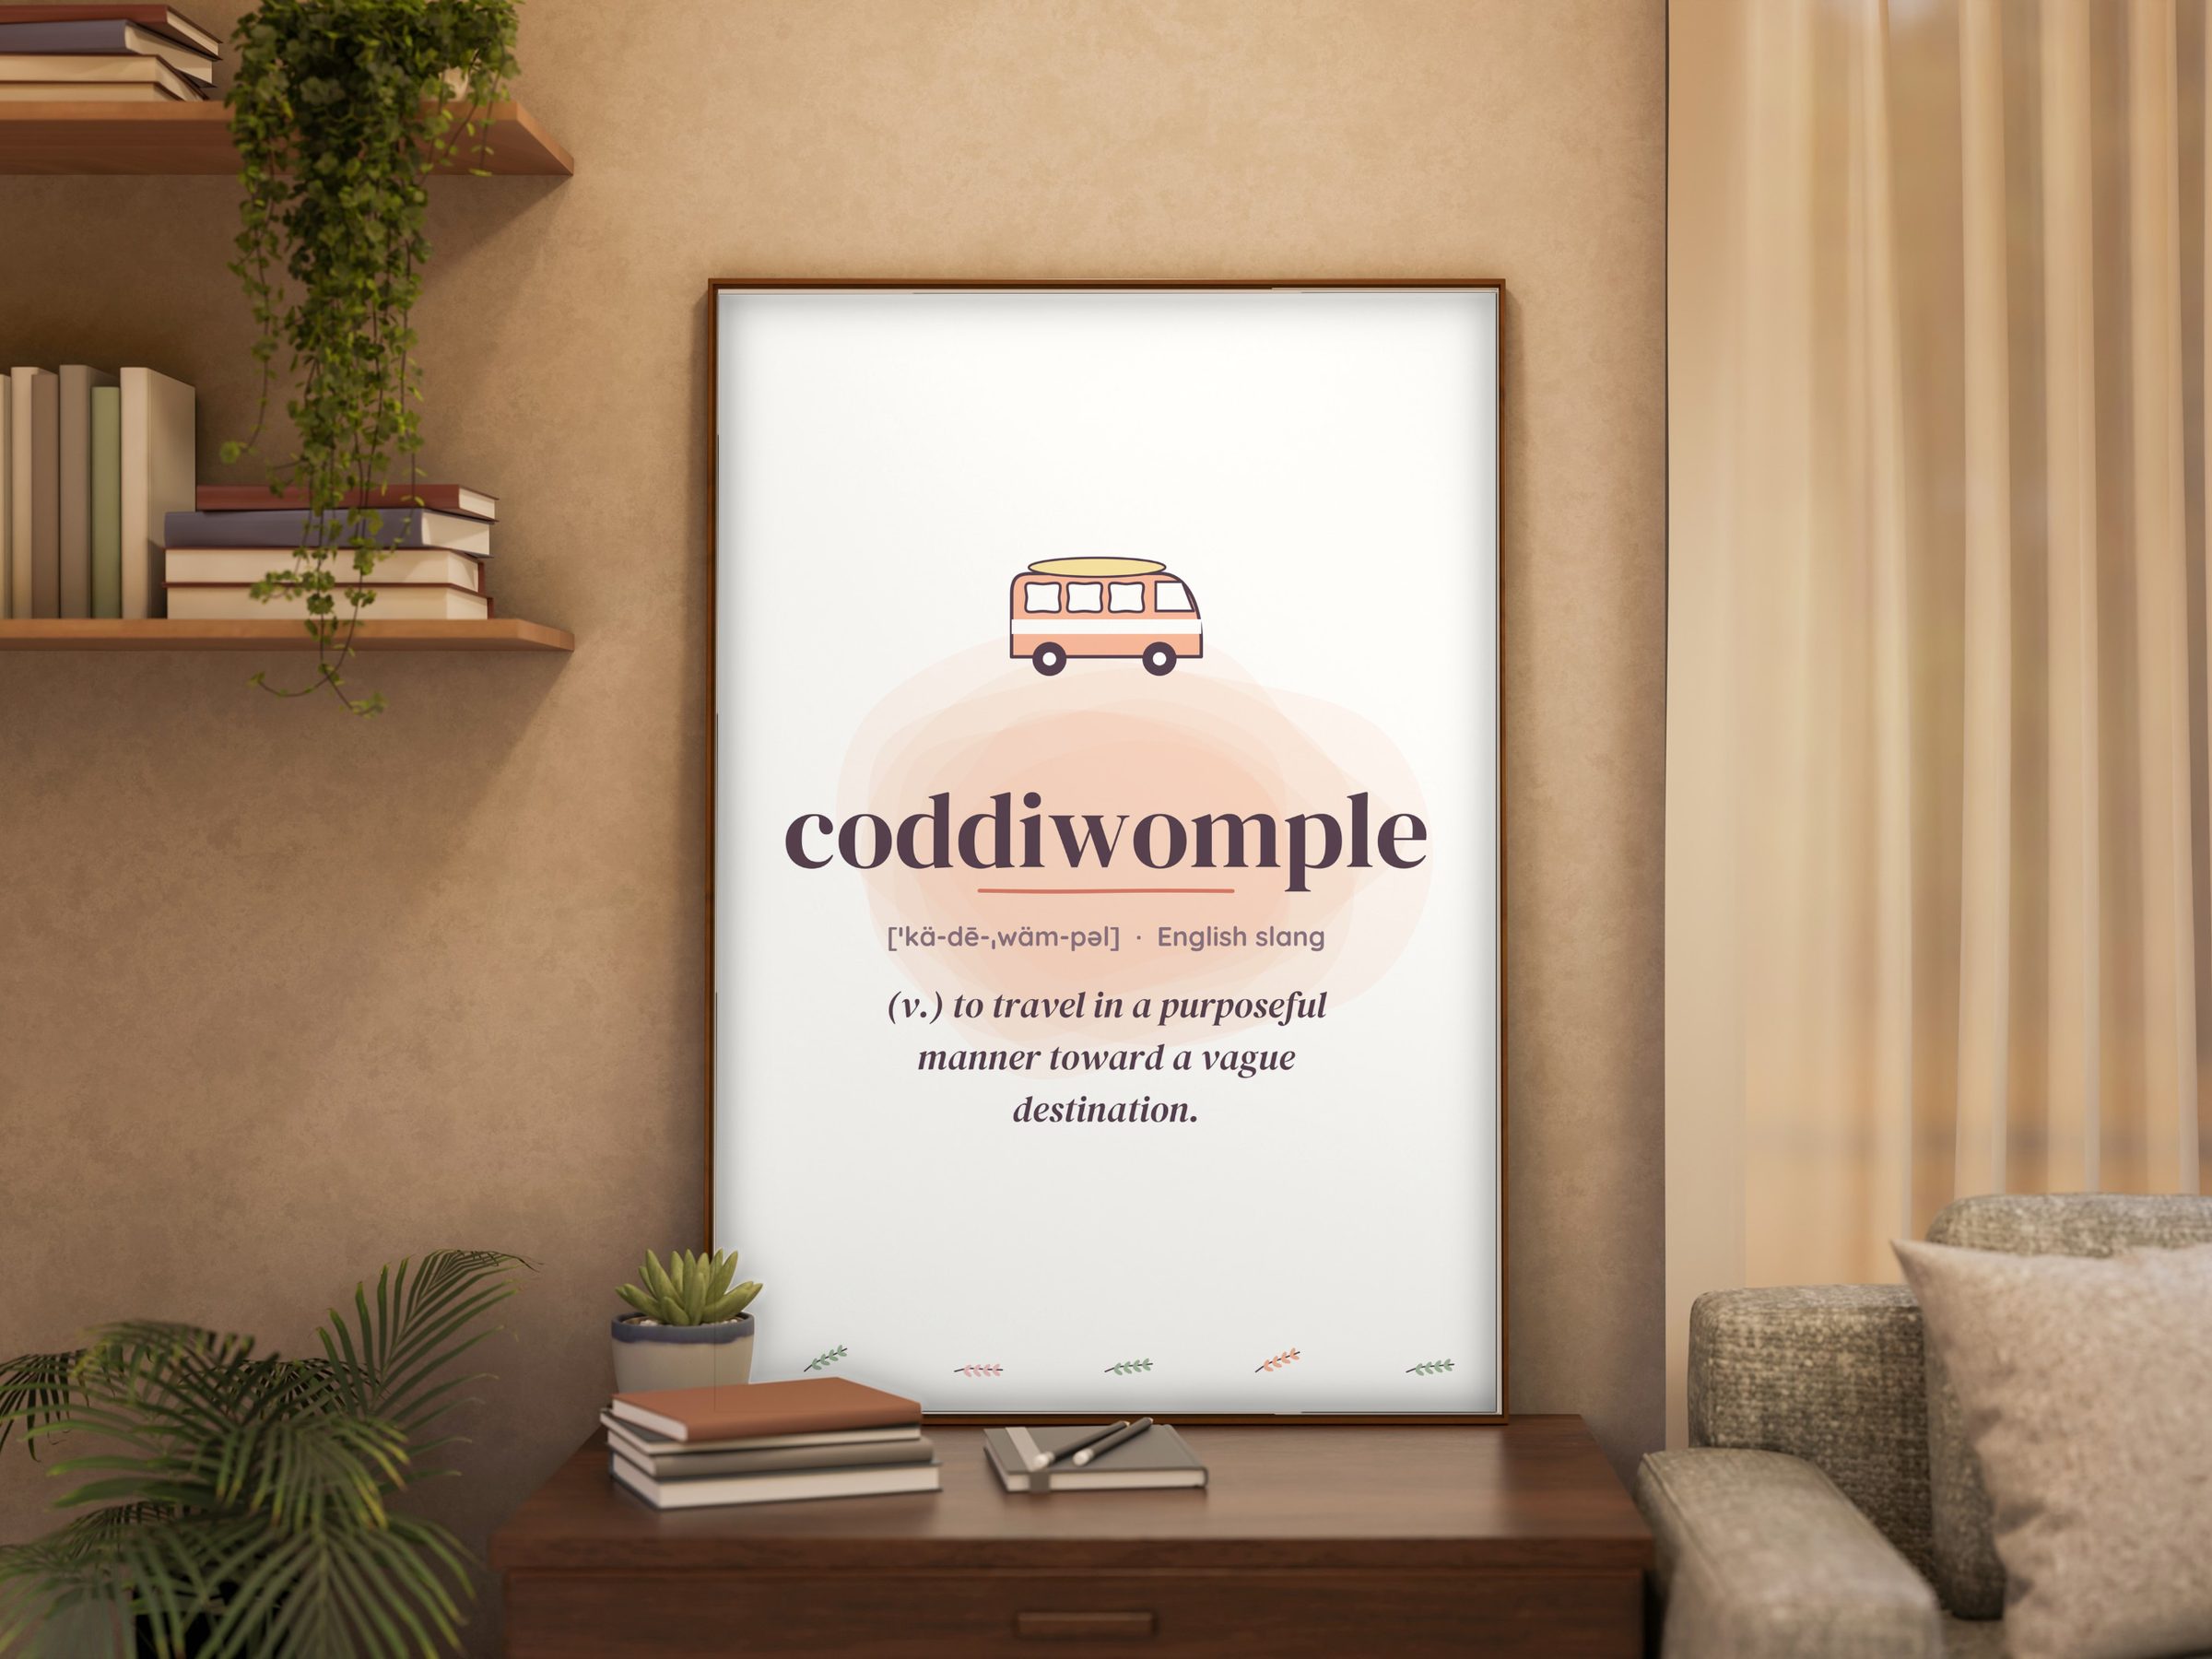 coddiwomple
[ˈkä-dē-ˌwäm-pəl] · English slang
(v.) to travel in a purposeful
manner toward a vague
destination.